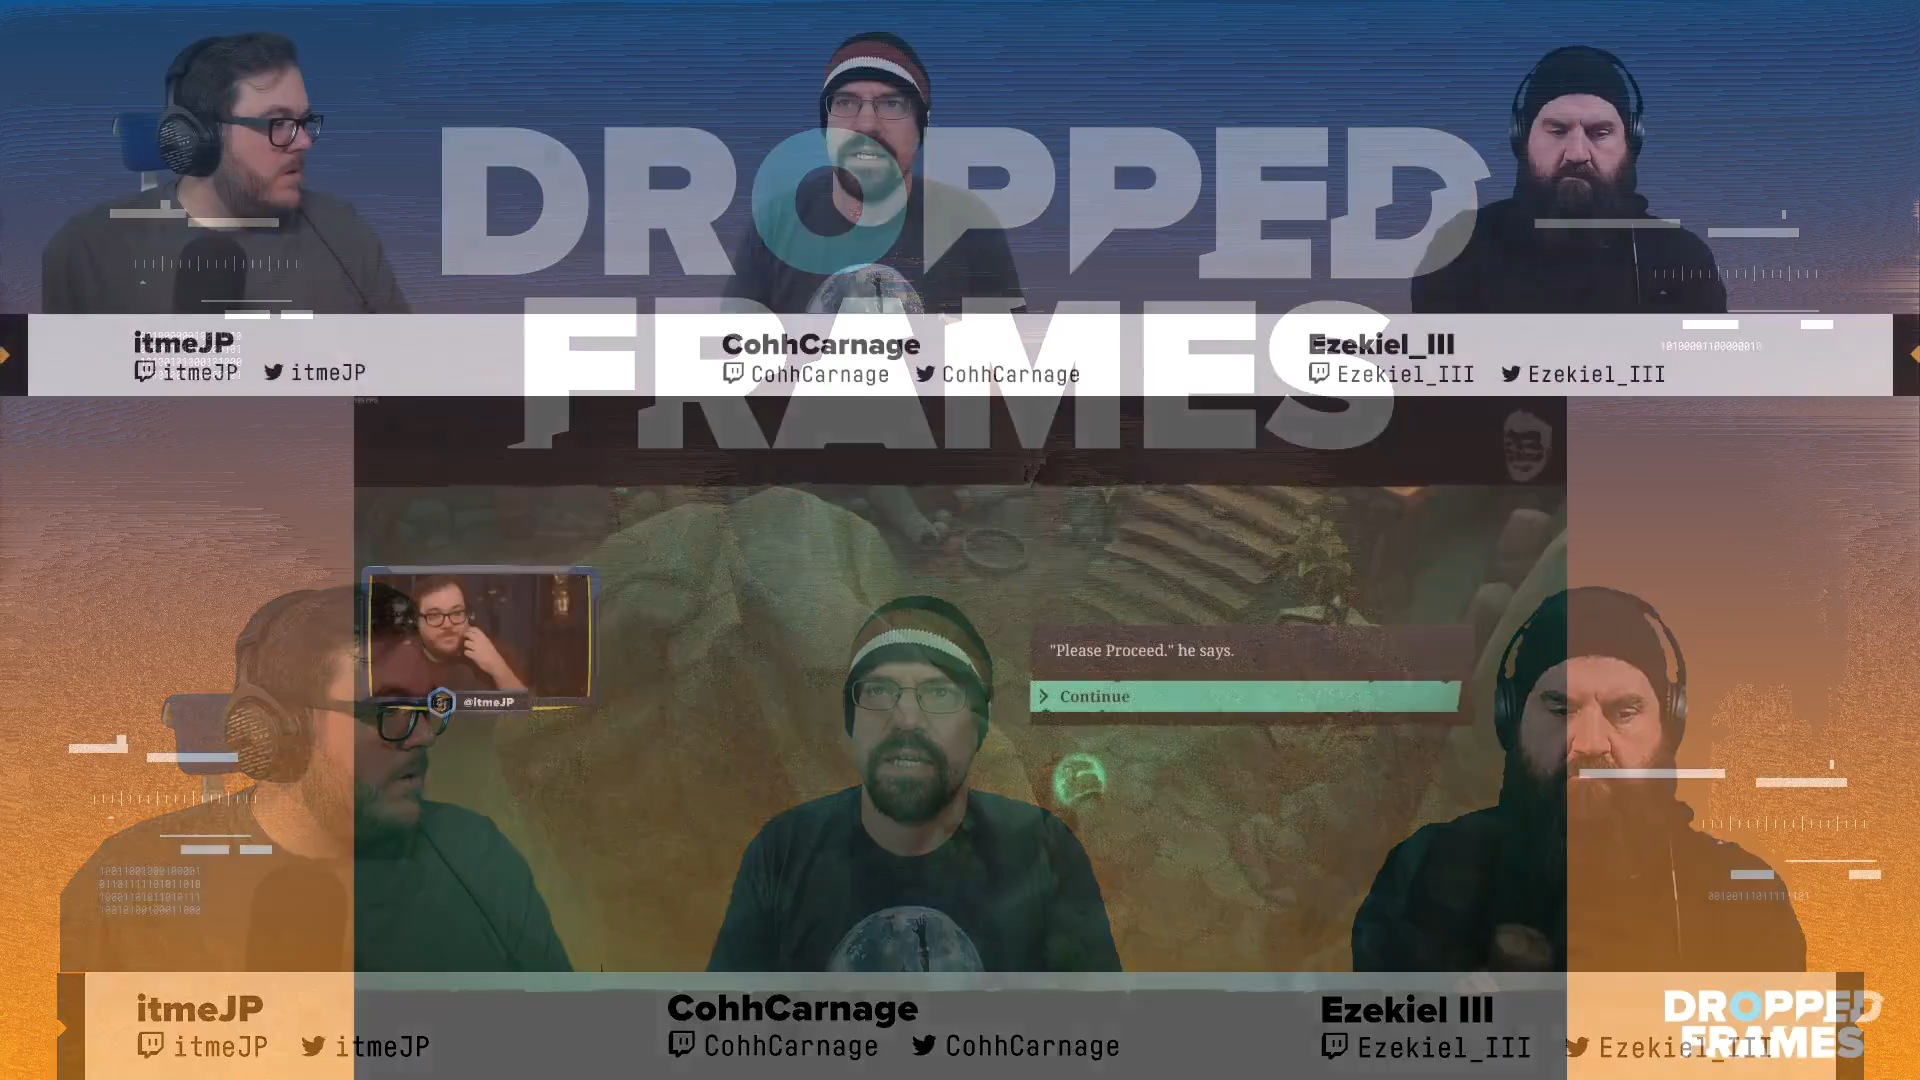 DROPPED
FRAMES
itmeJP
itmeJP itmeJP
CohhCarnage
CohhCarnage CohhCarnage
Ezekiel_III
Ezekiel_III Ezekiel_III
"Please Proceed." he says.
Continue
@itmeJP
itmeJP
itmeJP itmeJP
CohhCarnage
CohhCarnage CohhCarnage
Ezekiel III
Ezekiel_III Ezekiel_III
DROPPED
FRAMES